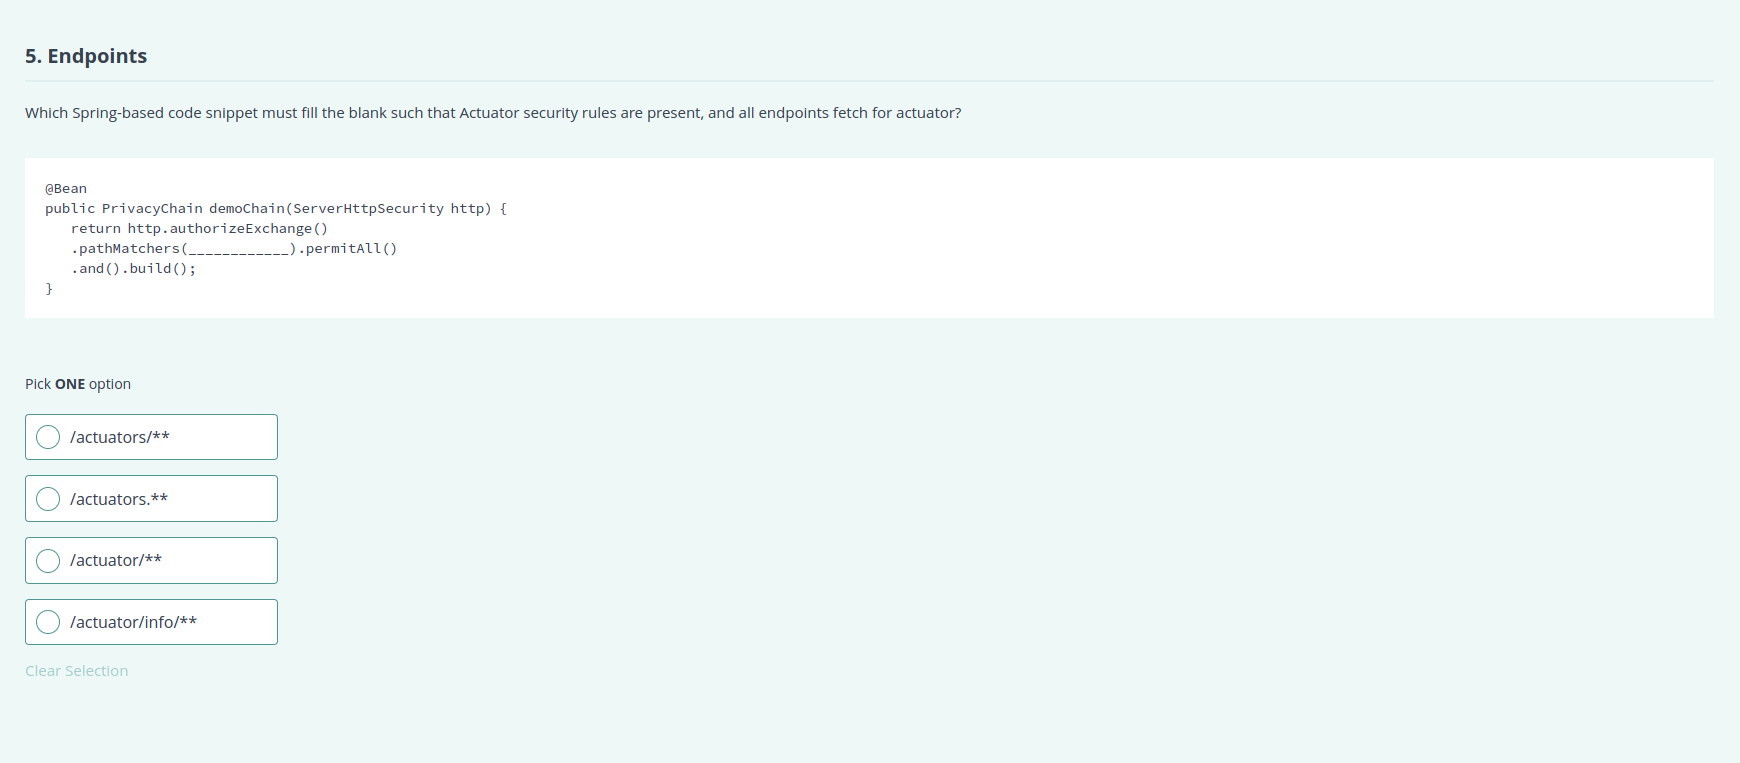 5. Endpoints
Which Spring-based code snippet must fill the blank such that Actuator security rules are present, and all endpoints fetch for actuator?
@Bean
public PrivacyChain demoChain(ServerHttpSecurity http) {
return http.authorizeExchange()
.pathMatchers(____________).permitAll()
.and().build();
}
Pick ONE option
/actuators/**
/actuators.**
/actuator/**
/actuator/info/**
Clear Selection